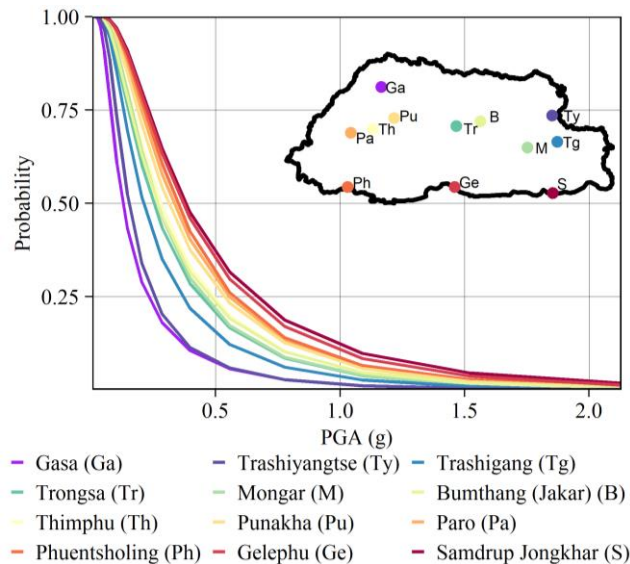 1.00
0.75
0.50
0.25
Probability
Ga
Pu
Th
Pa
Tr
B
Ty
M
Tg
Ph
Ge
S
0.5
1.0
1.5
2.0
PGA (g)
Gasa (Ga)
Trashiyangtse (Ty)
Trashigang (Tg)
Trongsa (Tr)
Mongar (M)
Bumthang (Jakar) (B)
Thimphu (Th)
Punakha (Pu)
Paro (Pa)
Phuentsholing (Ph)
Gelephu (Ge)
Samdrup Jongkhar (S)